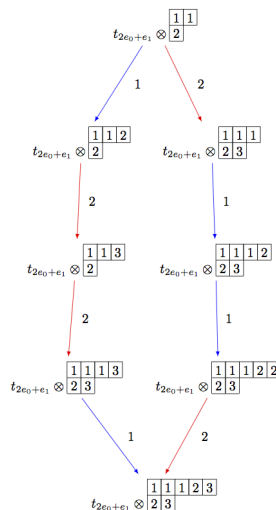 t_{2e_0+e_1} ⊗ 1 1
2
1 2
t_{2e_0+e_1} ⊗ 1 1 2
2
t_{2e_0+e_1} ⊗ 1 1 1
2 3
2 1
t_{2e_0+e_1} ⊗ 1 1 3
2
t_{2e_0+e_1} ⊗ 1 1 1 2
2 3
2 1
t_{2e_0+e_1} ⊗ 1 1 1 3
2 3
t_{2e_0+e_1} ⊗ 1 1 1 2 2
2 3
1 2
t_{2e_0+e_1} ⊗ 1 1 1 2 3
2 3